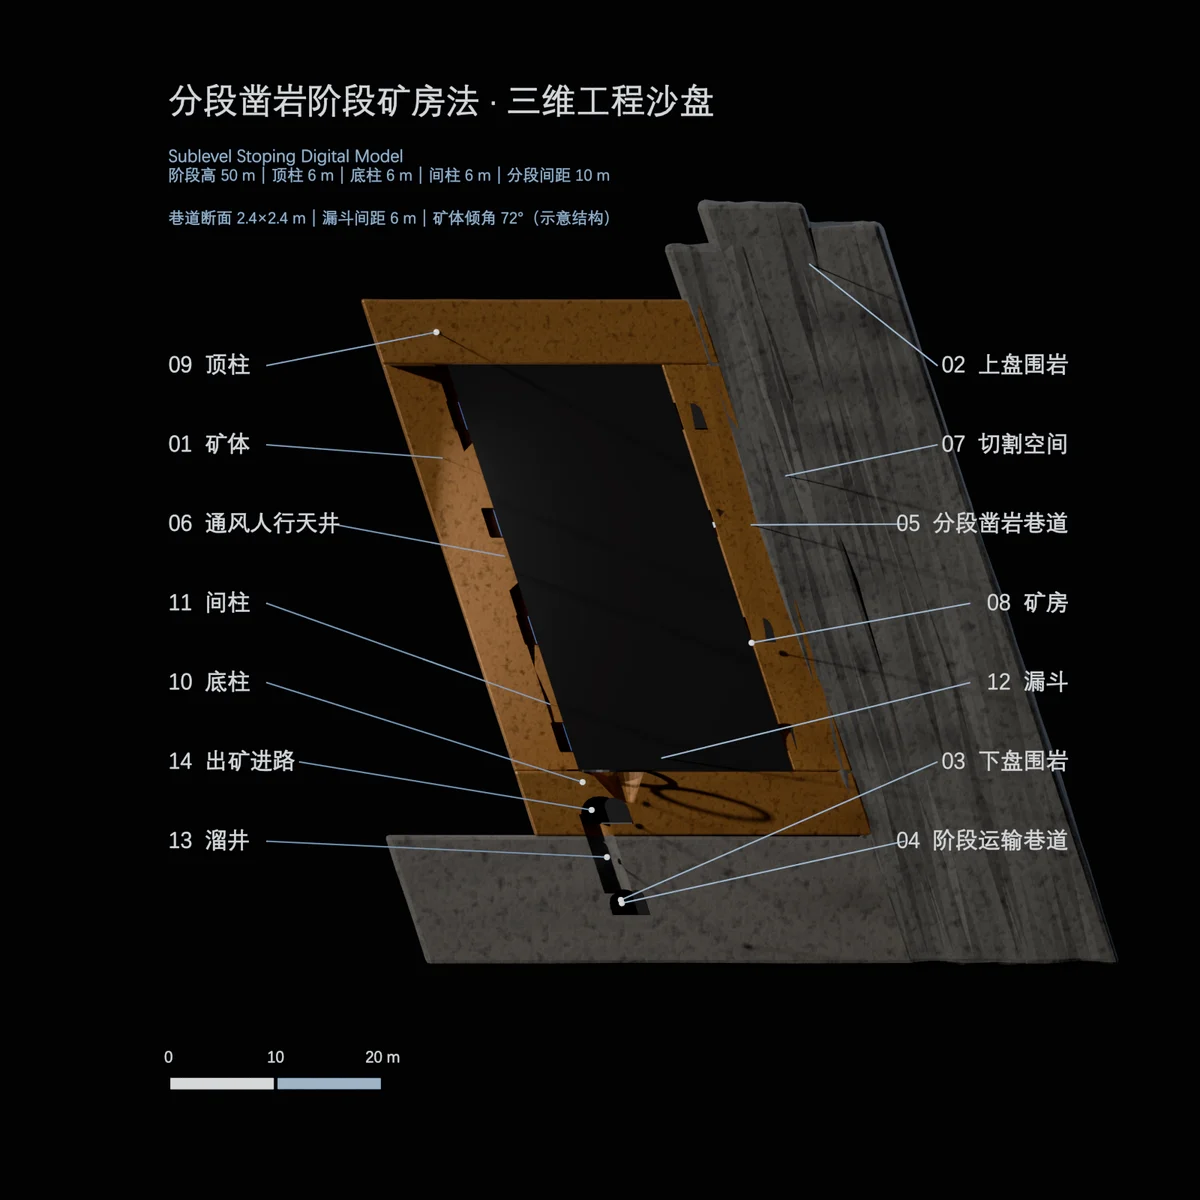 分段凿岩阶段矿房法 · 三维工程沙盘
Sublevel Stoping Digital Model
阶段高 50 m | 顶柱 6 m | 底柱 6 m | 间柱 6 m | 分段间距 10 m
巷道断面 2.4×2.4 m | 漏斗间距 6 m | 矿体倾角 72°（示意结构）
09 顶柱
01 矿体
06 通风人行天井
11 间柱
10 底柱
14 出矿进路
13 溜井
02 上盘围岩
07 切割空间
05 分段凿岩巷道
08 矿房
12 漏斗
03 下盘围岩
04 阶段运输巷道
0 10 20 m